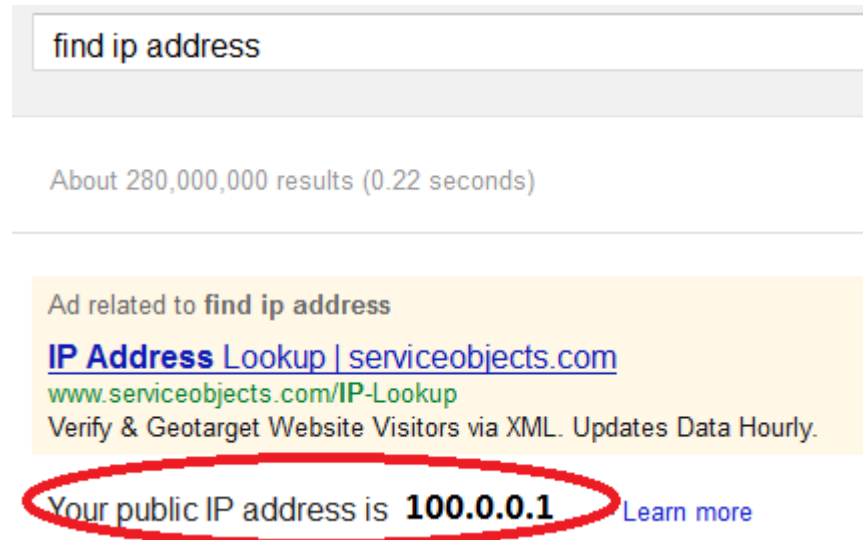 find ip address
About 280,000,000 results (0.22 seconds)
Ad related to find ip address
IP Address Lookup | serviceobjects.com
www.serviceobjects.com/IP-Lookup
Verify & Geotarget Website Visitors via XML. Updates Data Hourly.
Your public IP address is 100.0.0.1 Learn more